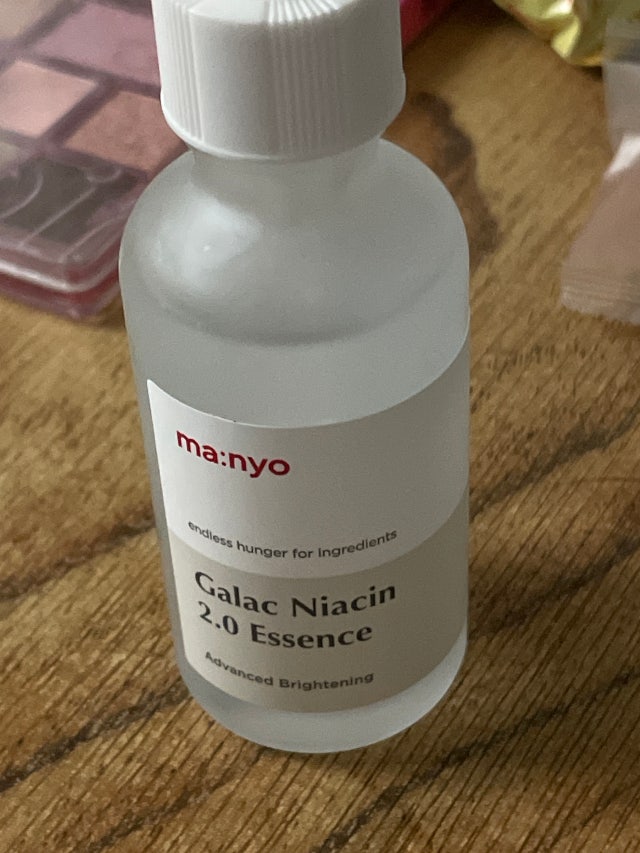 ma:nyo
endless hunger for ingredients
Galac Niacin
2.0 Essence
Advanced Brightening